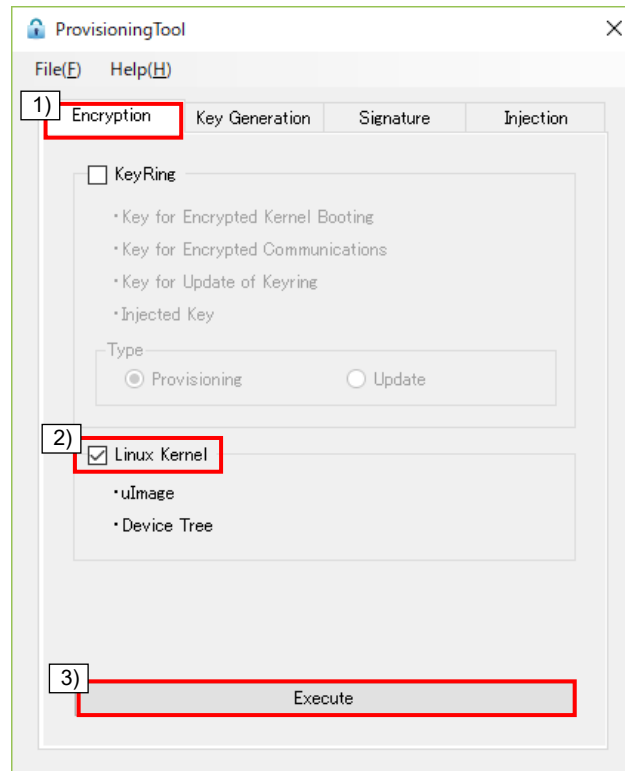 ProvisioningTool
File(F) Help(H)
1)
Encryption Key Generation Signature Injection
KeyRing
・Key for Encrypted Kernel Booting
・Key for Encrypted Communications
・Key for Update of Keyring
・Injected Key
Type
Provisioning Update
2)
Linux Kernel
・uImage
・Device Tree
3)
Execute